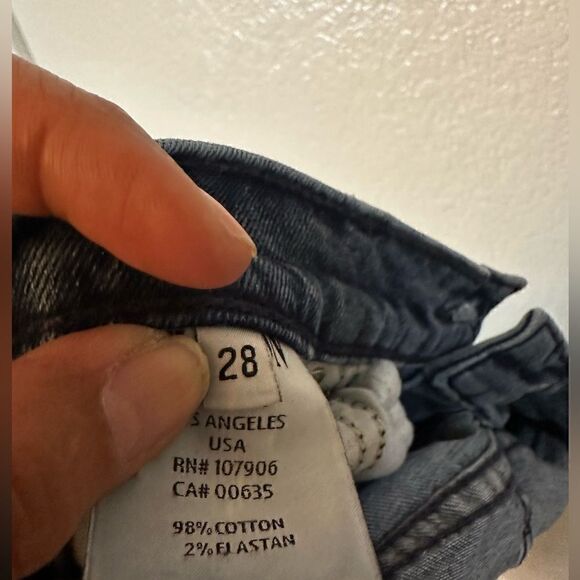 28
ANGELES
USA
RN# 107906
CA# 00635
98% COTTON
2% ELASTAN